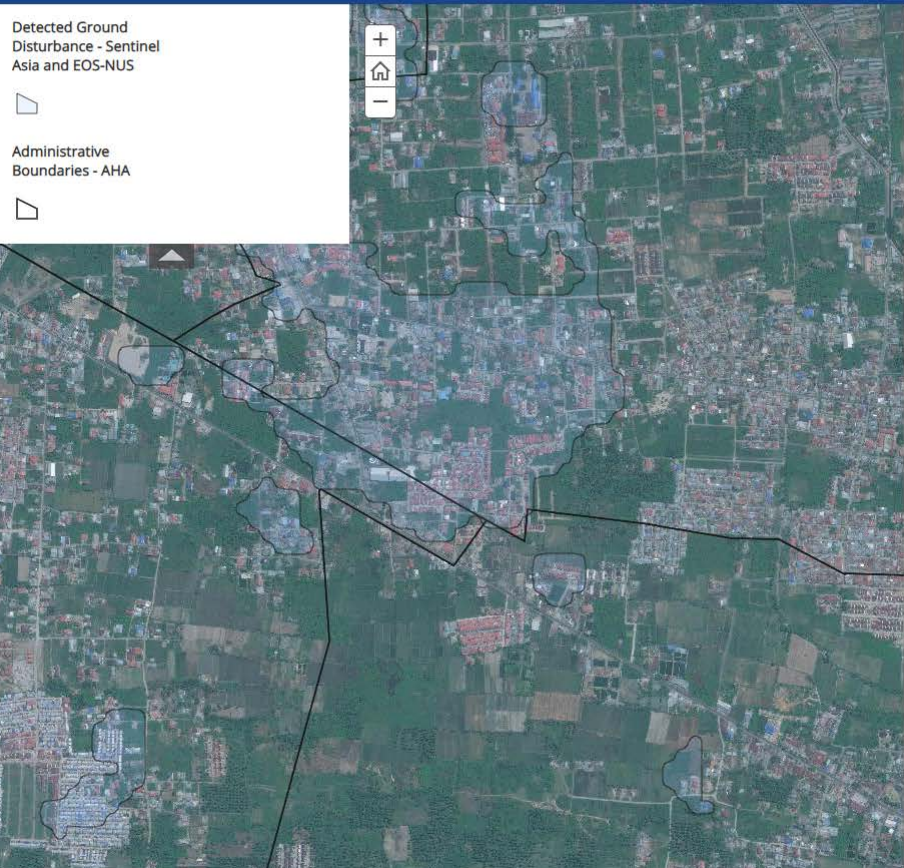 Detected Ground
Disturbance - Sentinel
Asia and EOS-NUS
Administrative
Boundaries - AHA
+
−